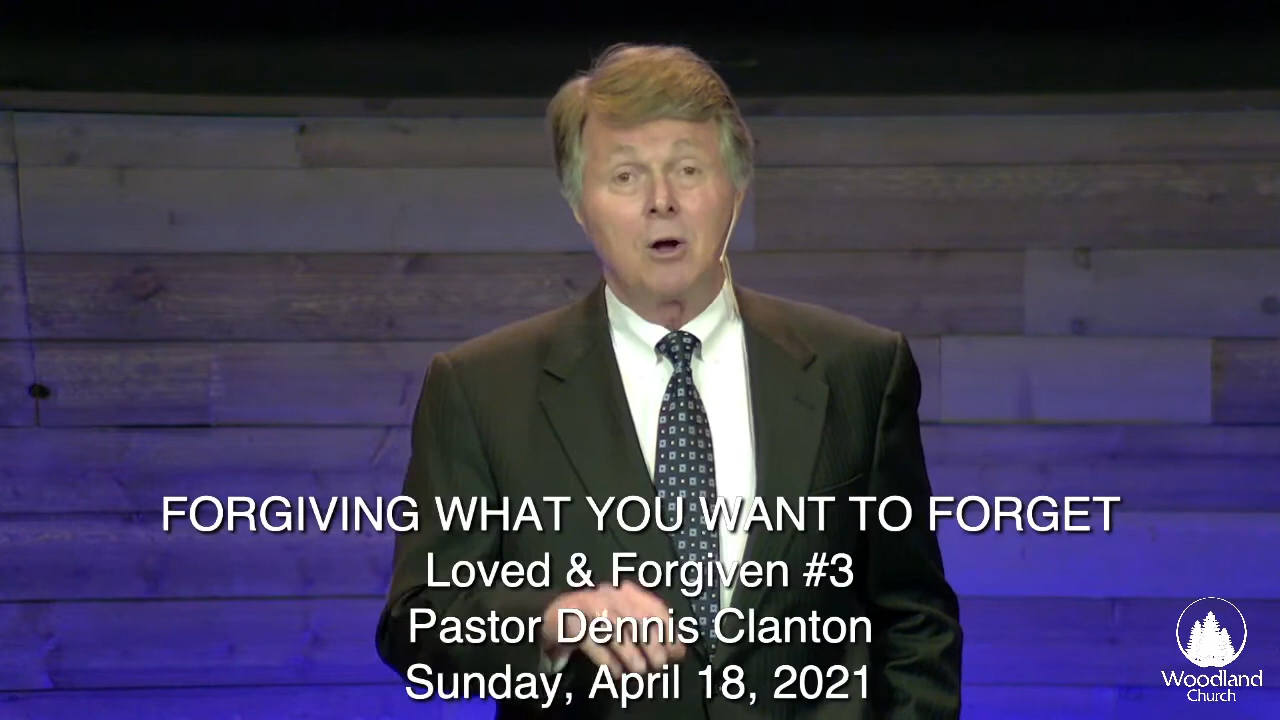 FORGIVING WHAT YOU WANT TO FORGET
Loved & Forgiven #3
Pastor Dennis Clanton
Sunday, April 18, 2021
Woodland
Church